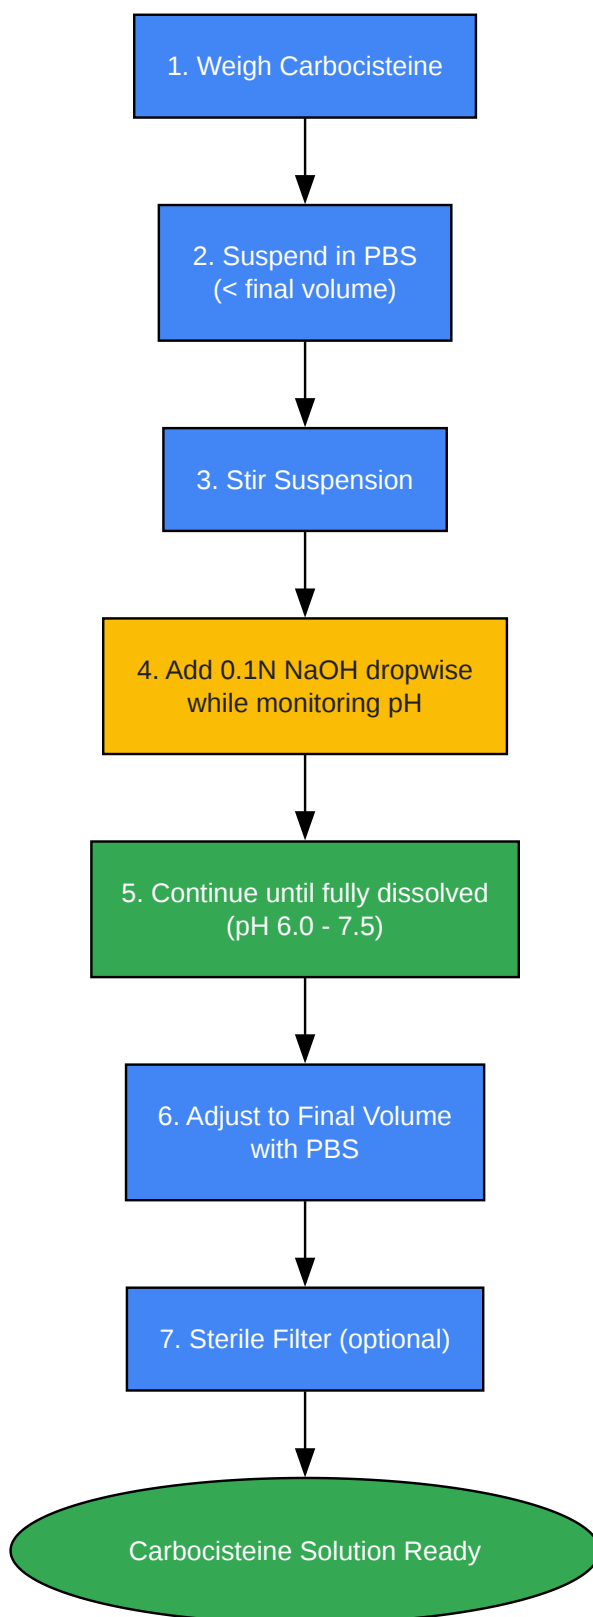 1. Weigh Carbocisteine
2. Suspend in PBS
(< final volume)
3. Stir Suspension
4. Add 0.1N NaOH dropwise
while monitoring pH
5. Continue until fully dissolved
(pH 6.0 - 7.5)
6. Adjust to Final Volume
with PBS
7. Sterile Filter (optional)
Carbocisteine Solution Ready